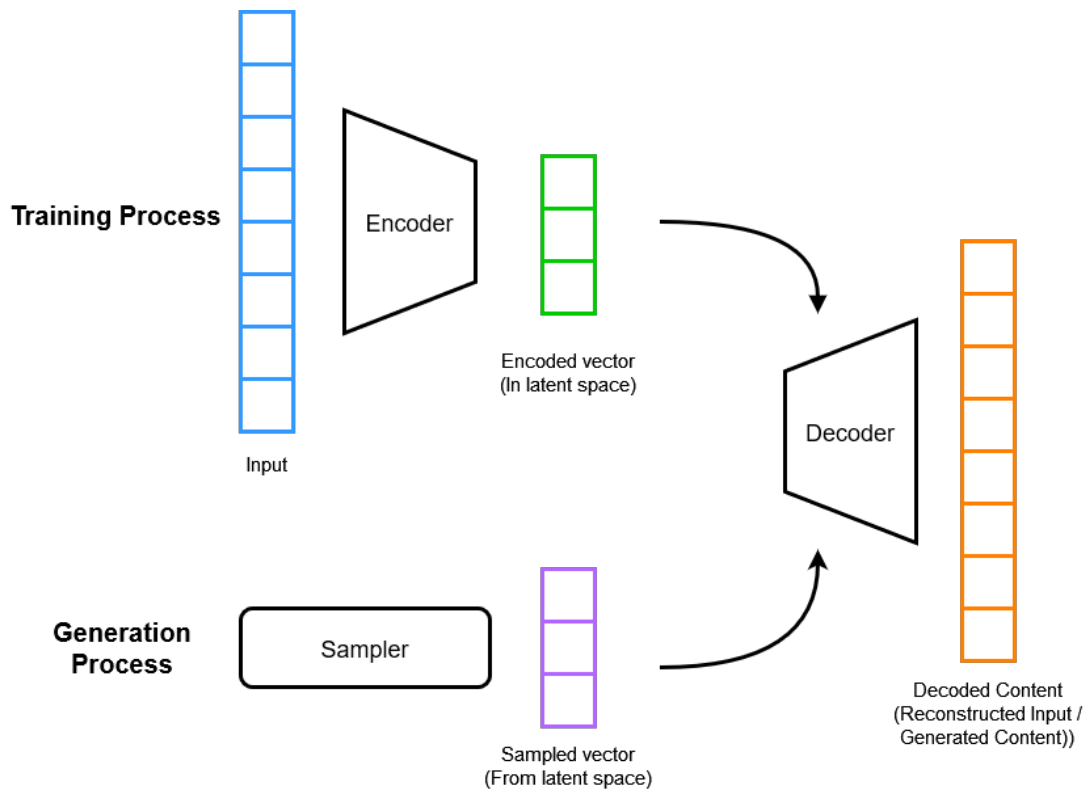 Training Process
Encoder
Encoded vector
(In latent space)
Input
Decoder
Generation
Process
Sampler
Sampled vector
(From latent space)
Decoded Content
(Reconstructed Input /
Generated Content))